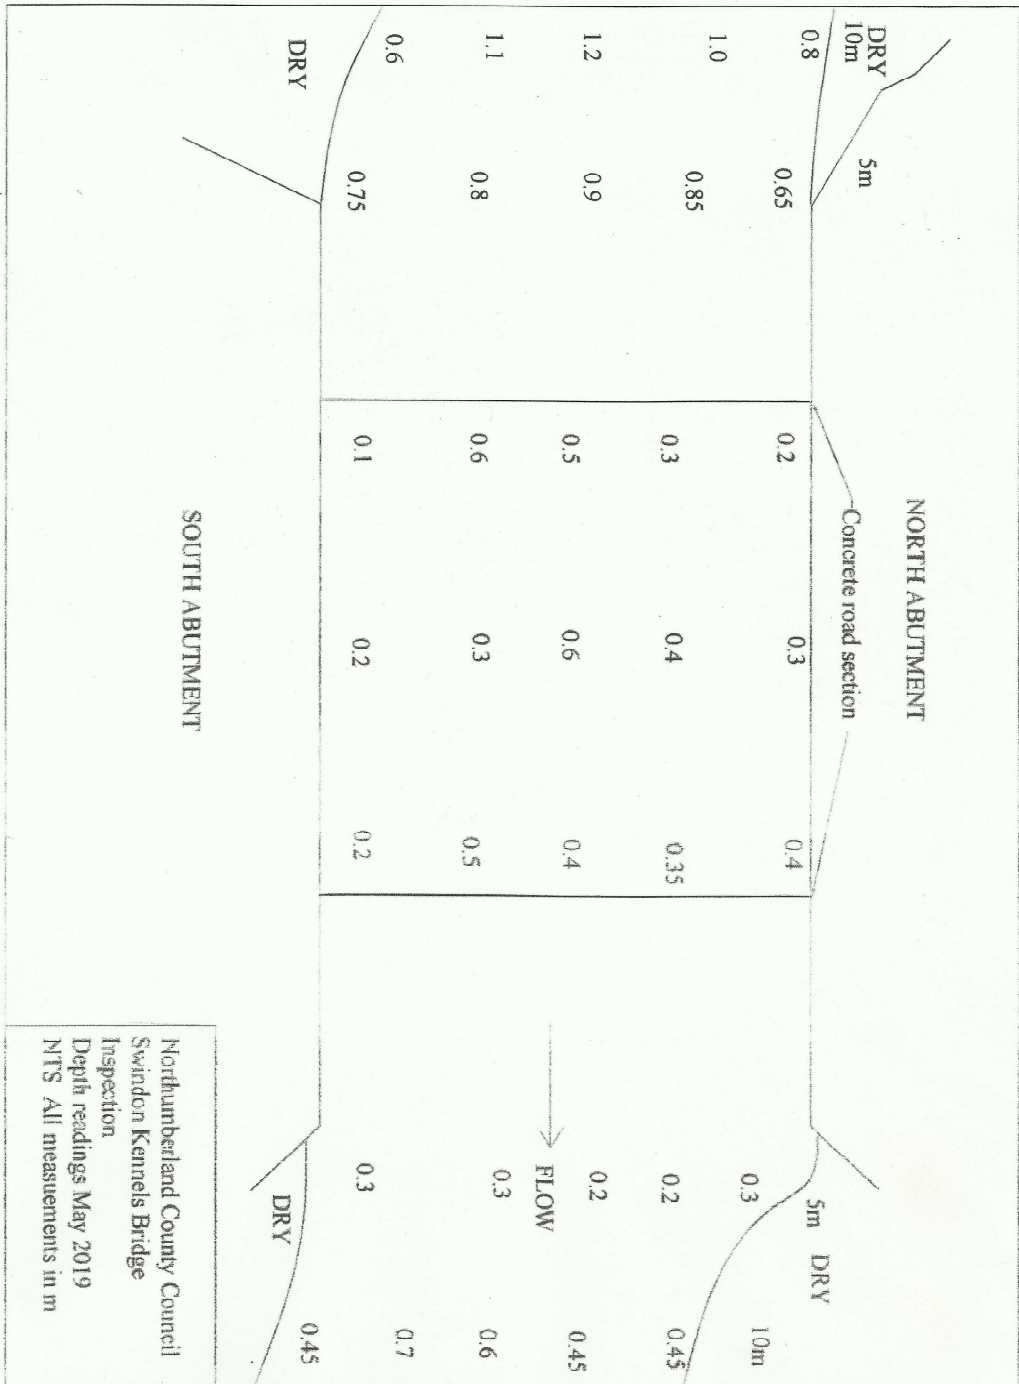 NORTH ABUTMENT
DRY
10m
5m
Concrete road section
5m
DRY
0.8 0.65 0.2 0.3 0.4 0.3 10m
1.0 0.85 0.3 0.4 0.35 0.2 0.45
1.2 0.9 0.5 0.6 0.4 0.2 0.45
FLOW
1.1 0.8 0.6 0.3 0.5 0.3 0.6
0.6 0.75 0.1 0.2 0.2 0.3 0.7
DRY DRY 0.45
SOUTH ABUTMENT
Northumberland County Council
Swindon Kennels Bridge
Inspection
Depth readings May 2019
NTS All measuements in m